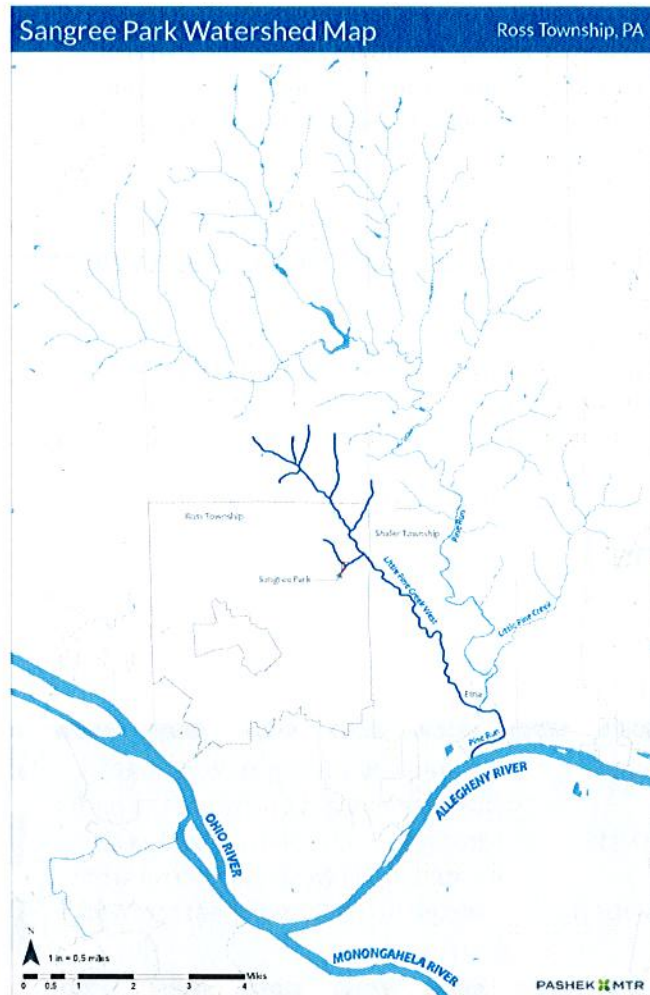 Sangree Park Watershed Map
Ross Township, PA
Ross Township
Shaler Township
Pine Run
Sangree Park
Little Pine Creek West
Little Pine Creek
Etna
Pine Run
ALLEGHENY RIVER
OHIO RIVER
MONONGAHELA RIVER
N
1 in = 0.5 miles
Miles
0 0.5 1 2 3 4
PASHEK MTR